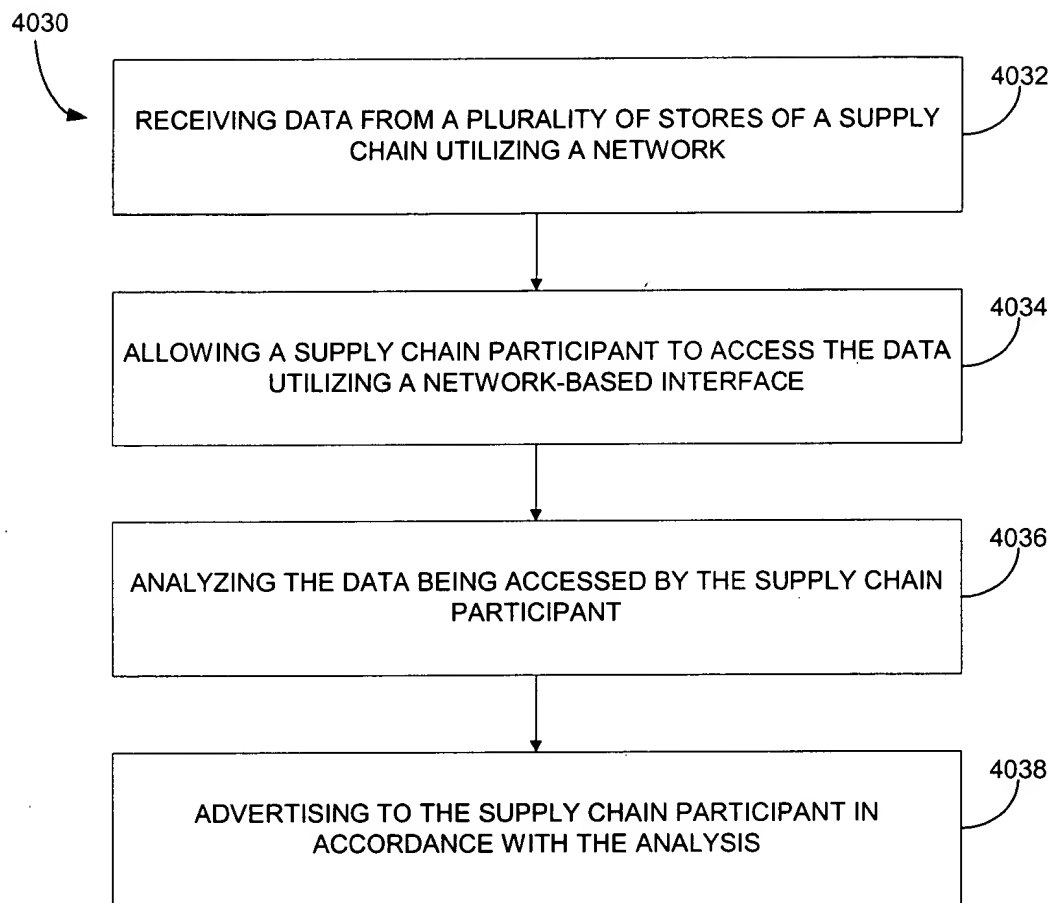 4030
4032
RECEIVING DATA FROM A PLURALITY OF STORES OF A SUPPLY
CHAIN UTILIZING A NETWORK
4034
ALLOWING A SUPPLY CHAIN PARTICIPANT TO ACCESS THE DATA
UTILIZING A NETWORK-BASED INTERFACE
4036
ANALYZING THE DATA BEING ACCESSED BY THE SUPPLY CHAIN
PARTICIPANT
4038
ADVERTISING TO THE SUPPLY CHAIN PARTICIPANT IN
ACCORDANCE WITH THE ANALYSIS